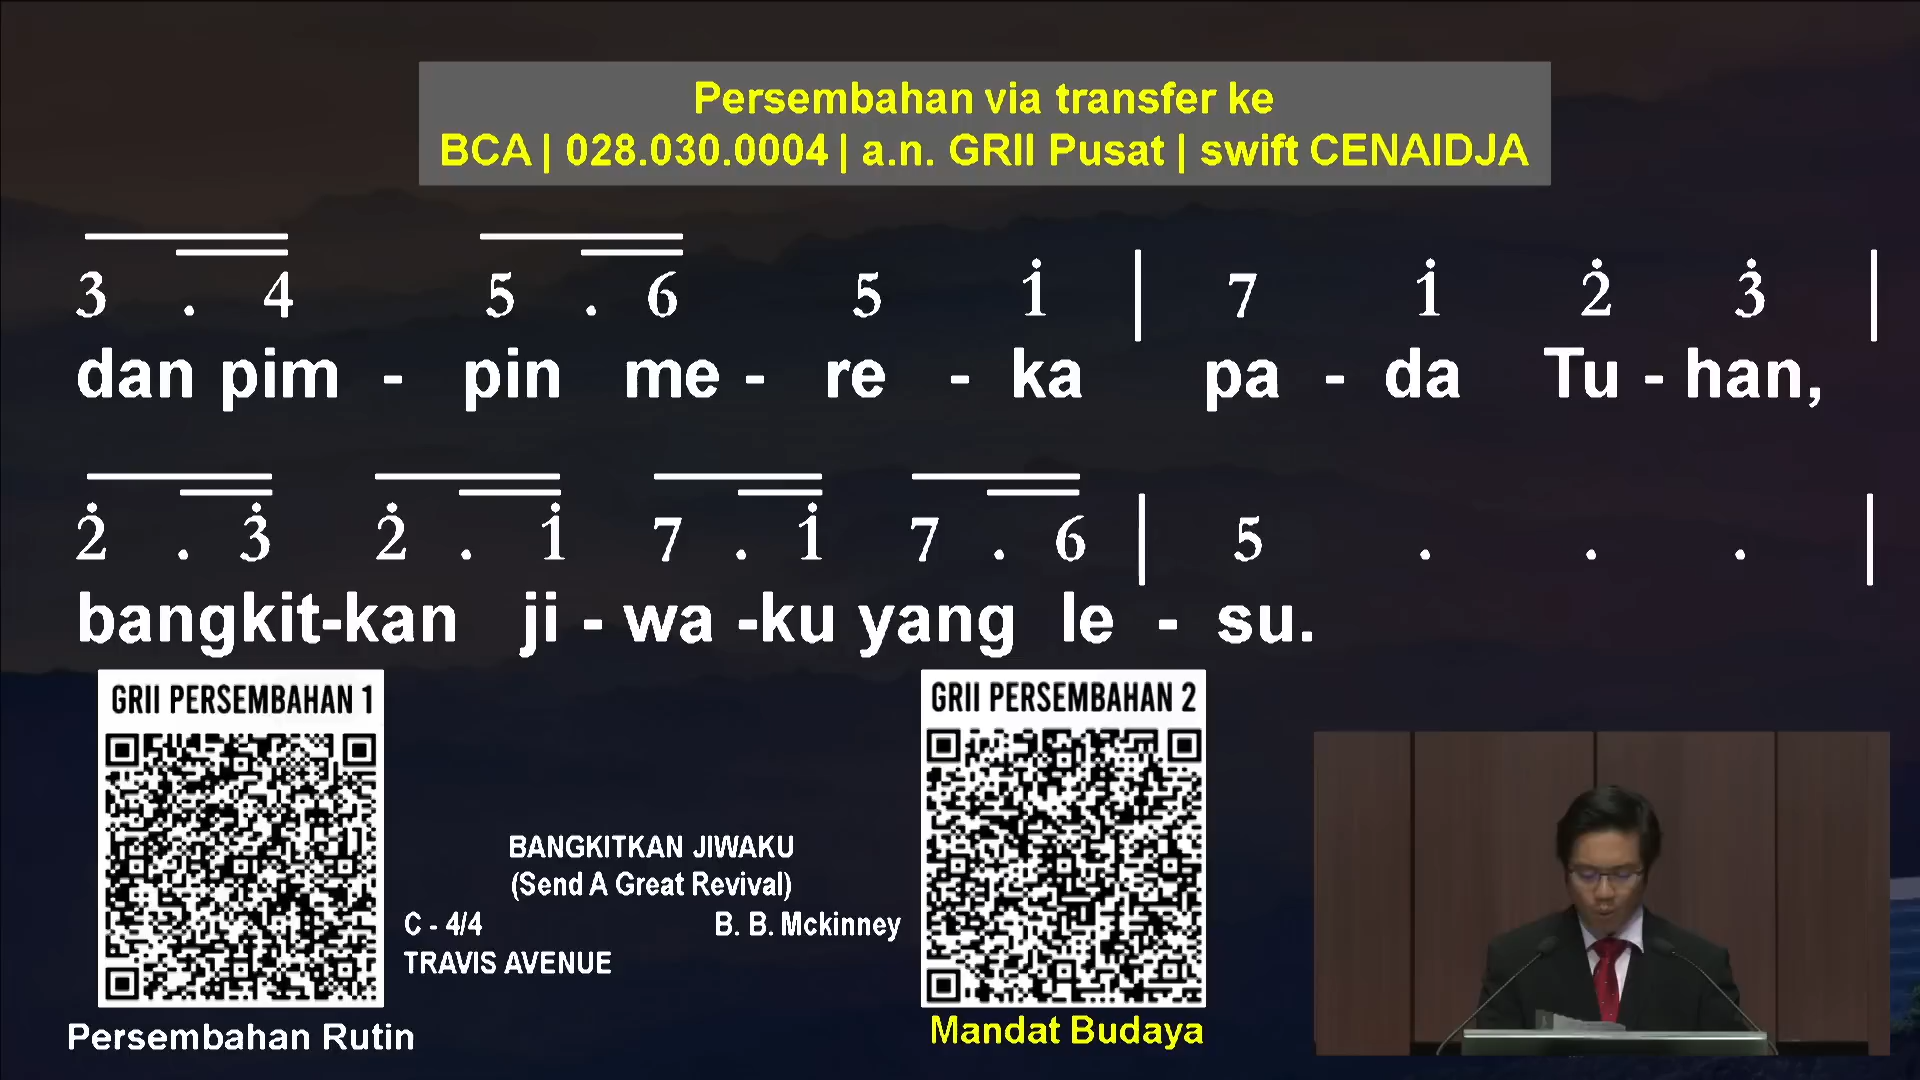 Persembahan via transfer ke
BCA | 028.030.0004 | a.n. GRII Pusat | swift CENAIDJA
3 . 4 5 . 6 5 1̇ | 7 1̇ 2̇ 3̇ |
dan pim - pin me - re - ka pa - da Tu - han,
2̇ . 3̇ 2̇ . 1̇ 7 . 1̇ 7 . 6 | 5 . . . |
bangkit-kan ji - wa -ku yang le - su.
GRII PERSEMBAHAN 1
Persembahan Rutin
BANGKITKAN JIWAKU
(Send A Great Revival)
C - 4/4 B. B. Mckinney
TRAVIS AVENUE
GRII PERSEMBAHAN 2
Mandat Budaya